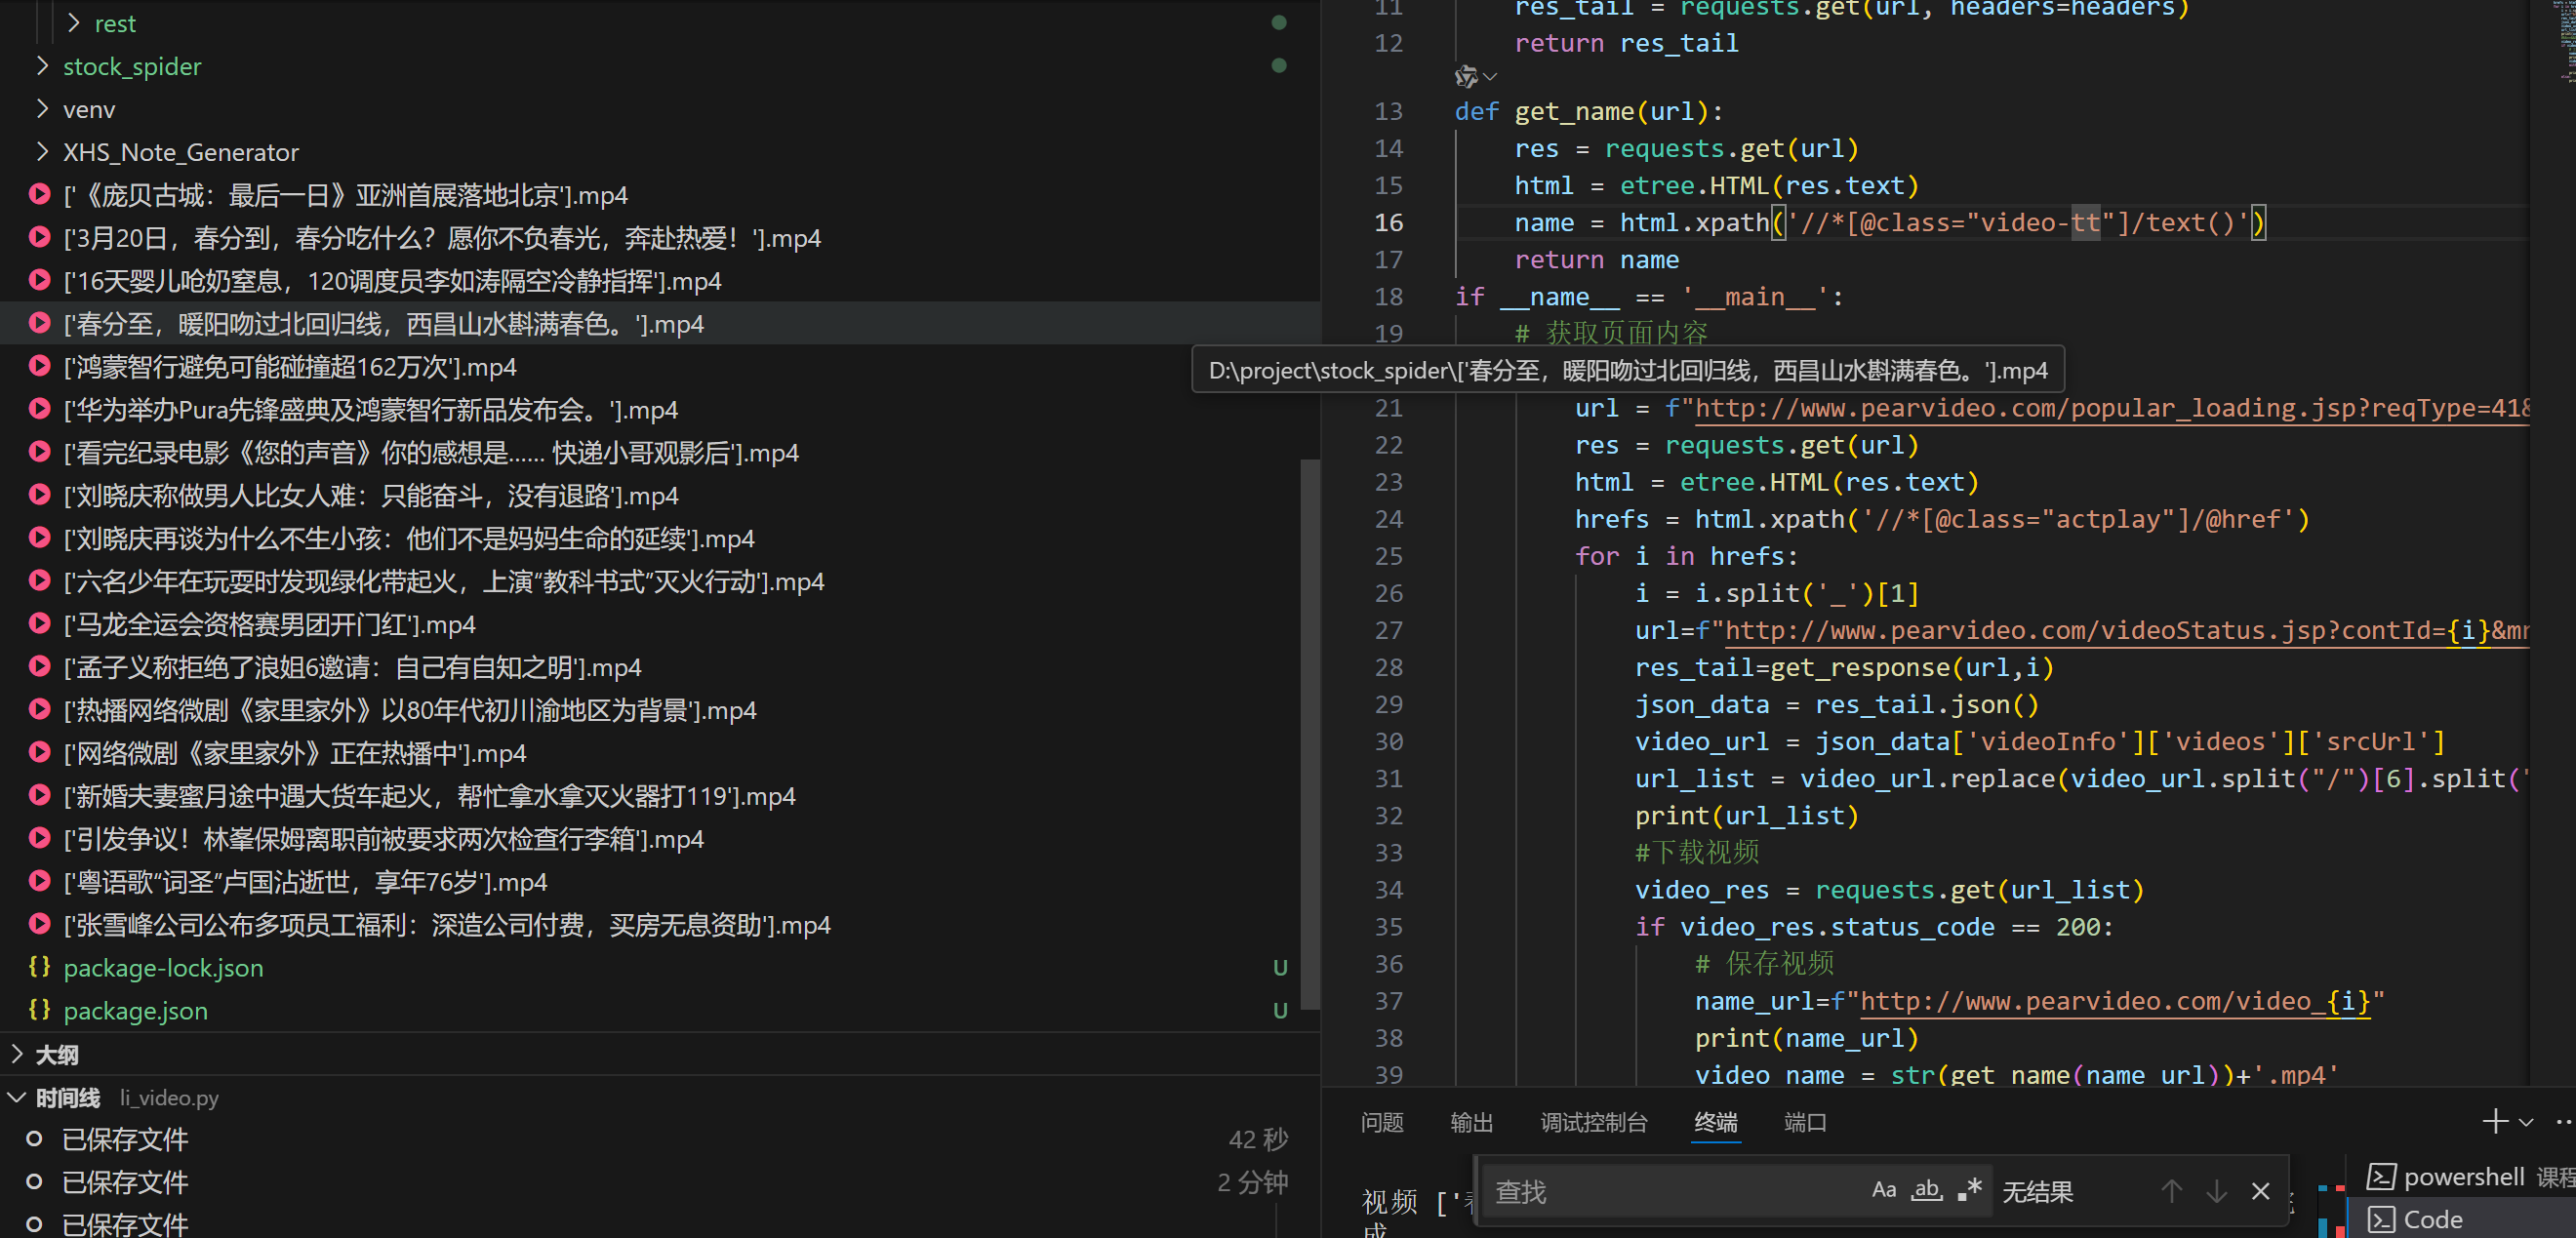 rest
stock_spider
venv
XHS_Note_Generator
['《庞贝古城：最后一日》亚洲首展落地北京'].mp4
['3月20日，春分到，春分吃什么？愿你不负春光，奔赴热爱！'].mp4
['16天婴儿呛奶窒息，120调度员李如涛隔空冷静指挥'].mp4
['春分至，暖阳吻过北回归线，西昌山水斟满春色。'].mp4
['鸿蒙智行避免可能碰撞超162万次'].mp4
['华为举办Pura先锋盛典及鸿蒙智行新品发布会。'].mp4
['看完纪录电影《您的声音》你的感想是…… 快递小哥观影后'].mp4
['刘晓庆称做男人比女人难：只能奋斗，没有退路'].mp4
['刘晓庆再谈为什么不生小孩：他们不是妈妈生命的延续'].mp4
['六名少年在玩耍时发现绿化带起火，上演“教科书式”灭火行动'].mp4
['马龙全运会资格赛男团开门红'].mp4
['孟子义称拒绝了浪姐6邀请：自己有自知之明'].mp4
['热播网络微剧《家里家外》以80年代初川渝地区为背景'].mp4
['网络微剧《家里家外》正在热播中'].mp4
['新婚夫妻蜜月途中遇大货车起火，帮忙拿水拿灭火器打119'].mp4
['引发争议！林峯保姆离职前被要求两次检查行李箱'].mp4
['粤语歌“词圣”卢国沾逝世，享年76岁'].mp4
['张雪峰公司公布多项员工福利：深造公司付费，买房无息资助'].mp4
{} package-lock.json U
{} package.json U
大纲
时间线 li_video.py
已保存文件 42 秒
已保存文件 2 分钟
已保存文件
11 res_tail = requests.get(url, headers=headers)
12 return res_tail
13 def get_name(url):
14 res = requests.get(url)
15 html = etree.HTML(res.text)
16 name = html.xpath('//*[@class="video-tt"]/text()')
17 return name
18 if __name__ == '__main__':
19 # 获取页面内容
D:\project\stock_spider\['春分至，暖阳吻过北回归线，西昌山水斟满春色。'].mp4
21 url = f"http://www.pearvideo.com/popular_loading.jsp?reqType=41&
22 res = requests.get(url)
23 html = etree.HTML(res.text)
24 hrefs = html.xpath('//*[@class="actplay"]/@href')
25 for i in hrefs:
26 i = i.split('_')[1]
27 url=f"http://www.pearvideo.com/videoStatus.jsp?contId={i}&mr
28 res_tail=get_response(url,i)
29 json_data = res_tail.json()
30 video_url = json_data['videoInfo']['videos']['srcUrl']
31 url_list = video_url.replace(video_url.split("/")[6].split('
32 print(url_list)
33 #下载视频
34 video_res = requests.get(url_list)
35 if video_res.status_code == 200:
36 # 保存视频
37 name_url=f"http://www.pearvideo.com/video_{i}"
38 print(name_url)
39 video_name = str(get_name(name_url))+'.mp4'
问题 输出 调试控制台 终端 端口
查找 Aa ab 无结果
视频 ['
成
powershell 课程
Code